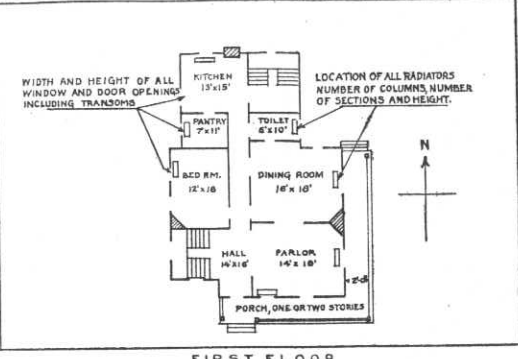 WIDTH AND HEIGHT OF ALL
WINDOW AND DOOR OPENINGS
INCLUDING TRANSOMS
LOCATION OF ALL RADIATORS
NUMBER OF COLUMNS, NUMBER
OF SECTIONS AND HEIGHT.
KITCHEN
13'x15'
PANTRY
7'x11'
TOILET
6'x10'
N
BED RM.
12'x16
DINING ROOM
16'x16'
HALL
14'x16'
PARLOR
14'x18'
PORCH, ONE OR TWO STORIES
FIRST FLOOR